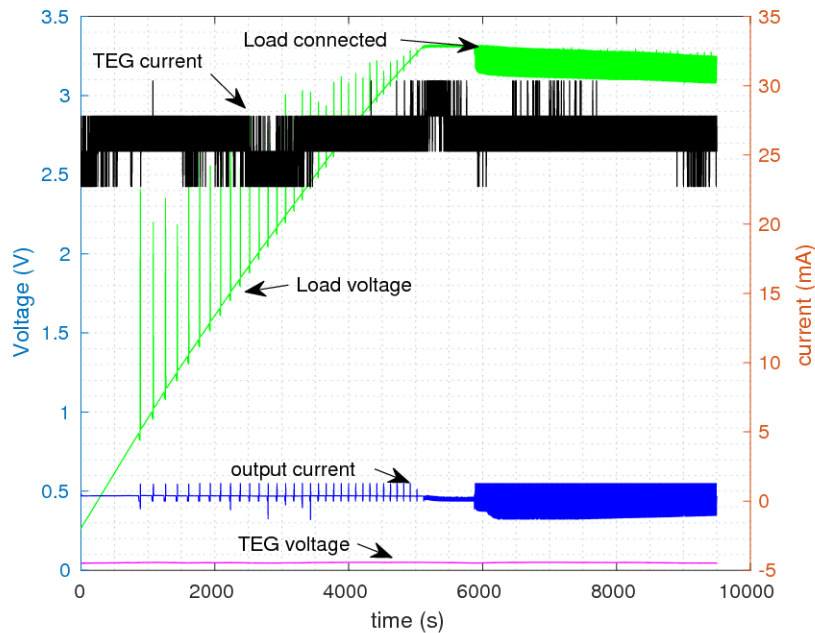 3.5
3
2.5
2
1.5
1
0.5
0
Voltage (V)
35
30
25
20
15
10
5
0
-5
current (mA)
Load connected
TEG current
Load voltage
output current
TEG voltage
0
2000
4000
6000
8000
10000
time (s)